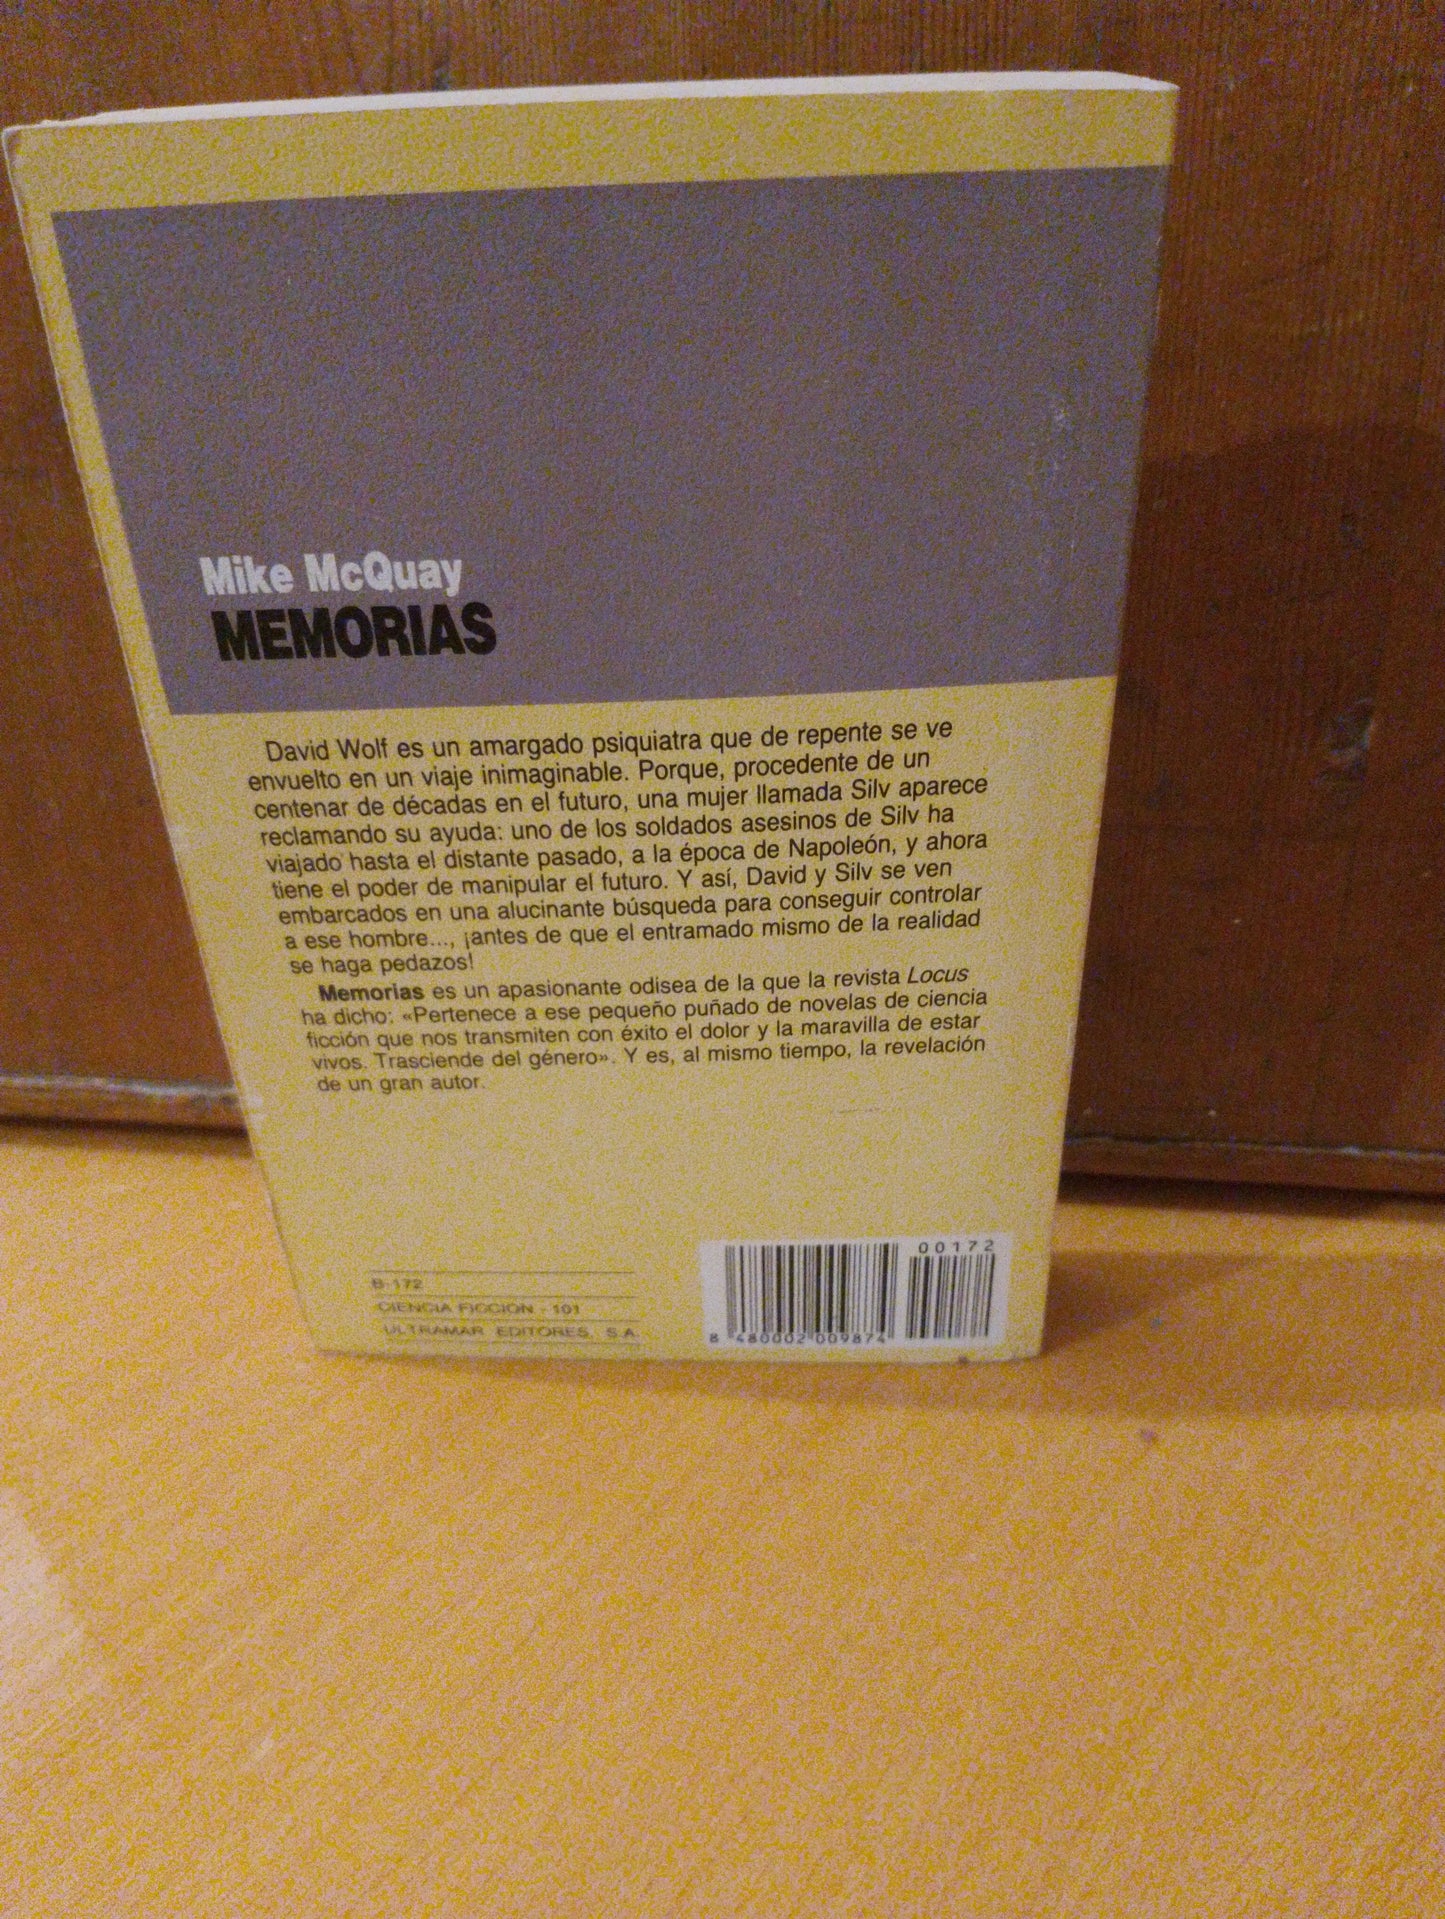 Mike McQuay
MEMORIAS
David Wolf es un amargado psiquiatra que de repente se ve
envuelto en un viaje inimaginable. Porque, procedente de un
centenar de décadas en el futuro, una mujer llamada Silv aparece
reclamando su ayuda: uno de los soldados asesinos de Silv ha
viajado hasta el distante pasado, a la época de Napoleón, y ahora
tiene el poder de manipular el futuro. Y así, David y Silv se ven
embarcados en una alucinante búsqueda para conseguir controlar
a ese hombre..., ¡antes de que el entramado mismo de la realidad
se haga pedazos!
Memorias es un apasionante odisea de la que la revista Locus
ha dicho: «Pertenece a ese pequeño puñado de novelas de ciencia
ficción que nos transmiten con éxito el dolor y la maravilla de estar
vivos. Trasciende del género». Y es, al mismo tiempo, la revelación
de un gran autor.
B-172
CIENCIA FICCION - 101
ULTRAMAR EDITORES, S.A.
00172
8 480002 009874